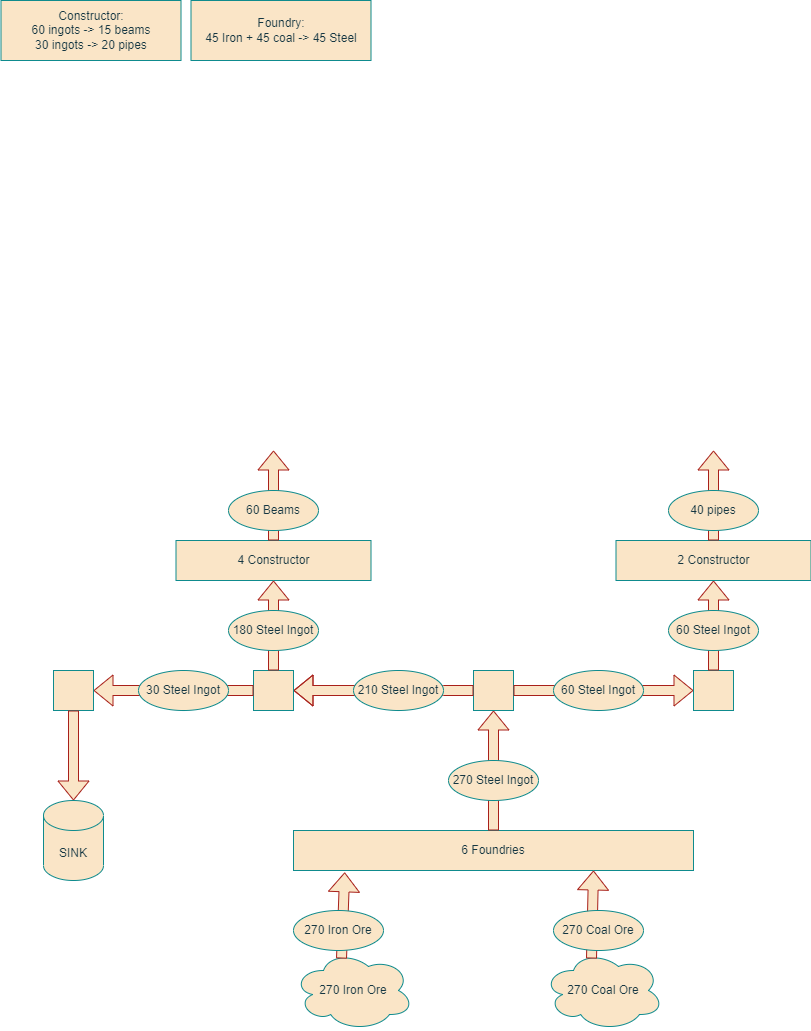 Constructor:
60 ingots -> 15 beams
30 ingots -> 20 pipes
Foundry:
45 Iron + 45 coal -> 45 Steel
60 Beams
40 pipes
4 Constructor
2 Constructor
180 Steel Ingot
60 Steel Ingot
30 Steel Ingot
210 Steel Ingot
60 Steel Ingot
270 Steel Ingot
SINK
6 Foundries
270 Iron Ore
270 Coal Ore
270 Iron Ore
270 Coal Ore